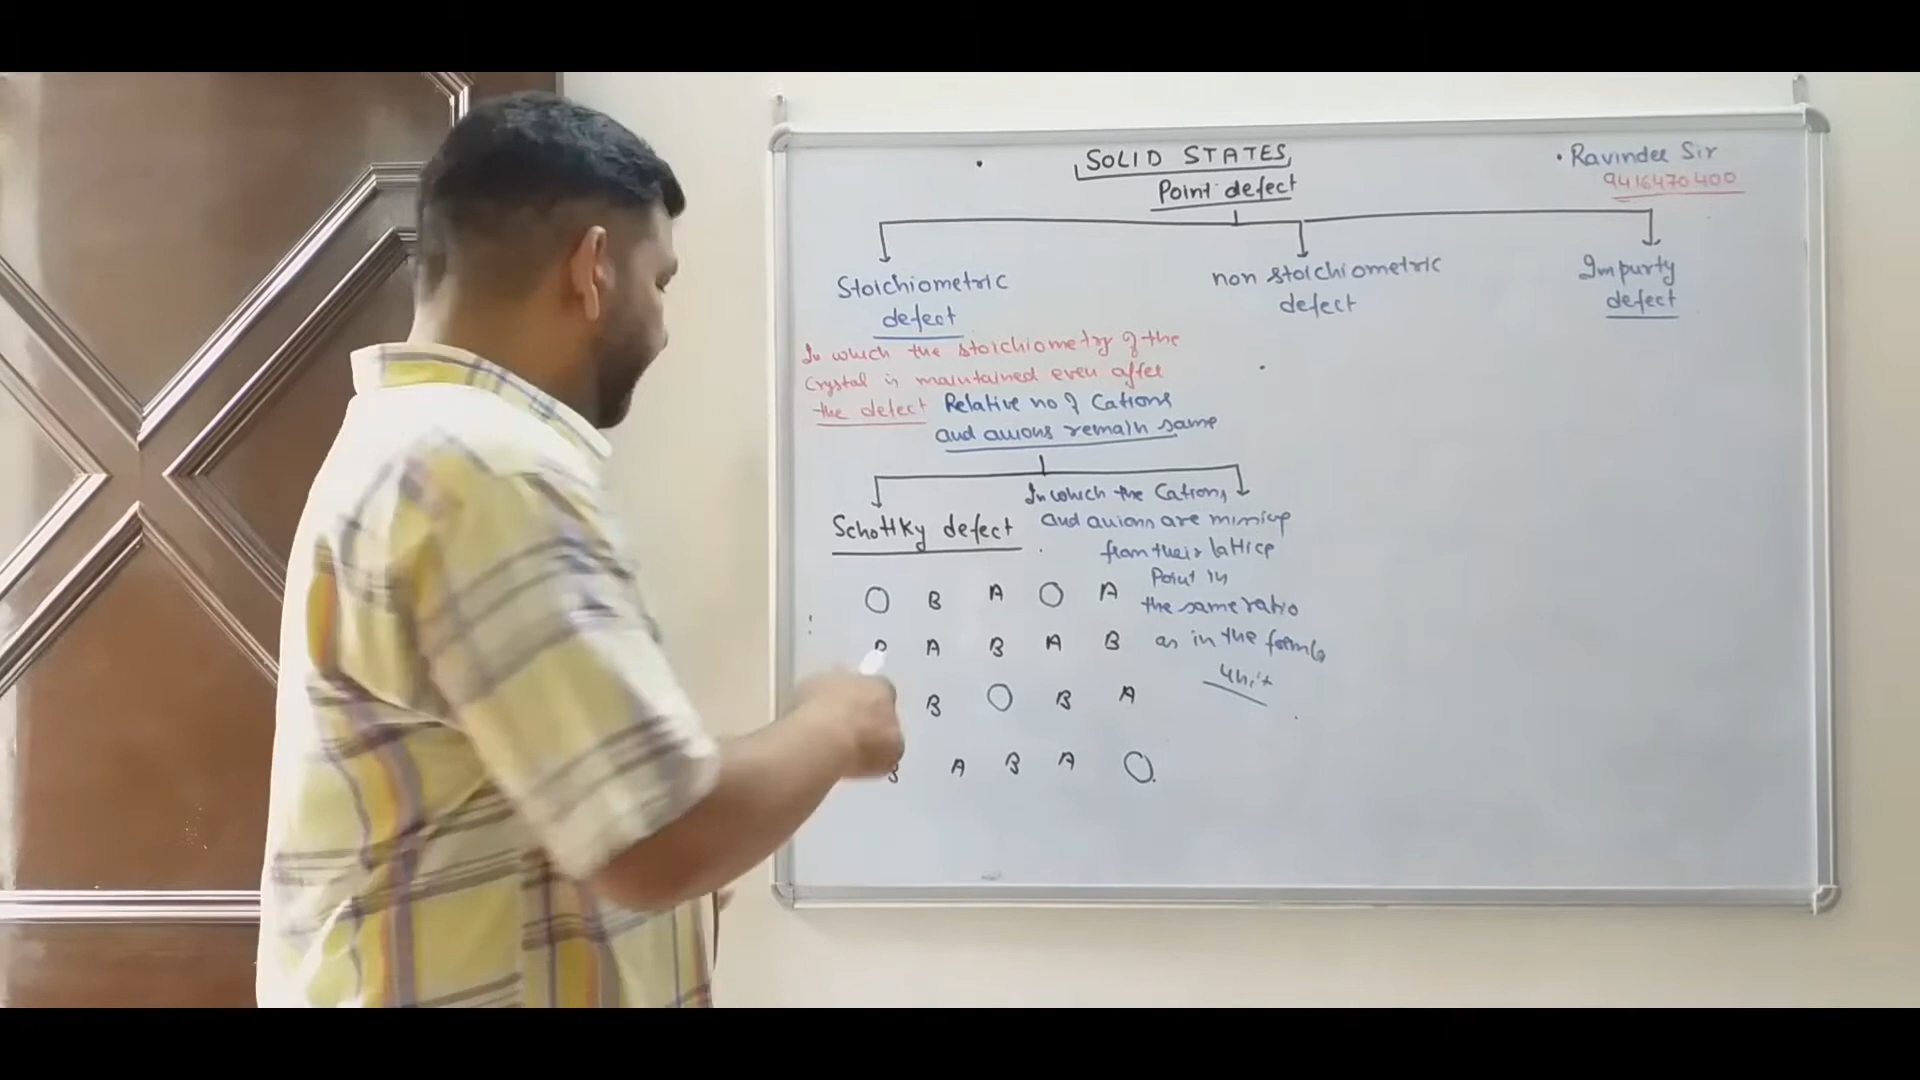 SOLID STATES
Point defect
• Ravinder Sir
9416470400
Stoichiometric
defect
non stoichiometric
defect
Impurty
defect
In which the stoichiometry of the
Crystal is maintained even after
the defect Relative no of Cations
and anions remain same
Schottky defect
In which the Cations
and anions are missing
from their lattice
Point in
the same ratio
as in the formula
unit
O B A O A
A B A B
B O B A
B A B A O